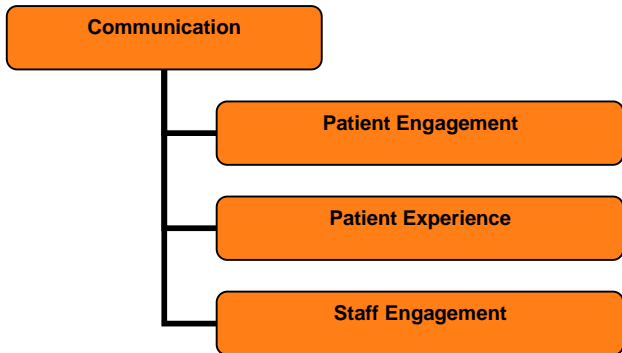 Communication
Patient Engagement
Patient Experience
Staff Engagement